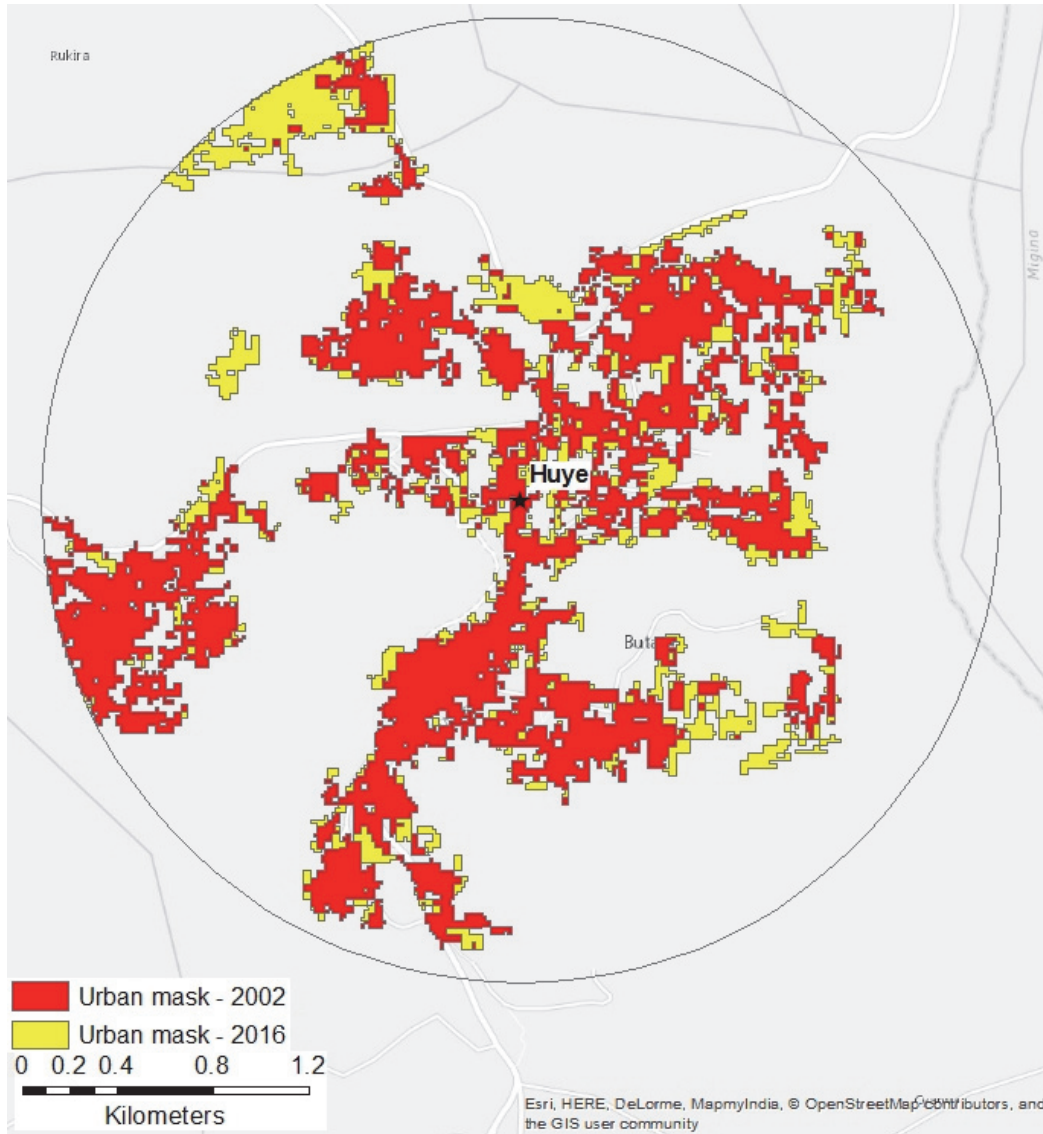 Rukira
Migina
Huye
Urban mask - 2002
Urban mask - 2016
0 0.2 0.4 0.8 1.2
Kilometers
Esri, HERE, DeLorme, MapmyIndia, © OpenStreetMap contributors, and
the GIS user community